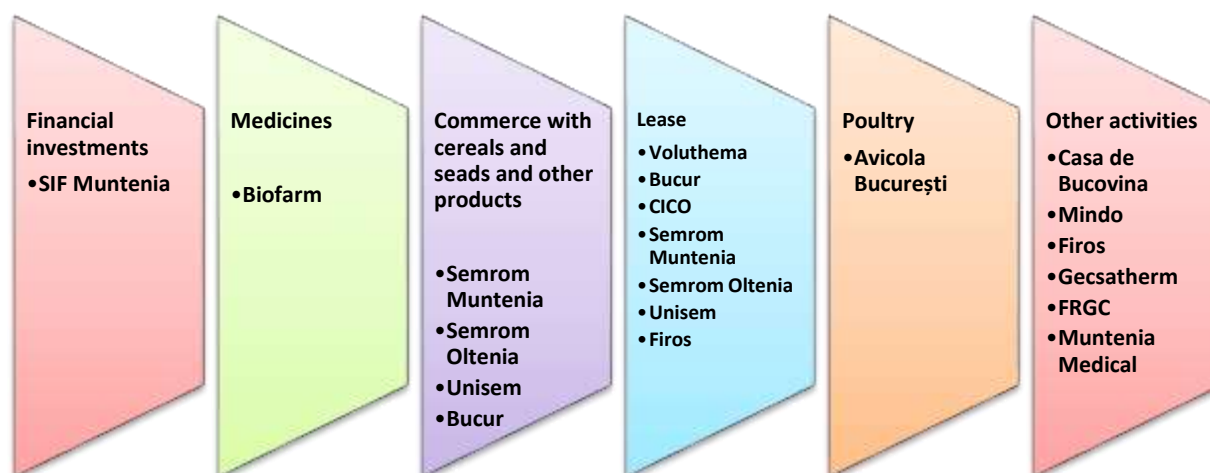 Financial
investments
•SIF Muntenia
Medicines
•Biofarm
Commerce with
cereals and
seads and other
products
•Semrom
Muntenia
•Semrom
Oltenia
•Unisem
•Bucur
Lease
•Voluthema
•Bucur
•CICO
•Semrom
Muntenia
•Semrom Oltenia
•Unisem
•Firos
Poultry
•Avicola
București
Other activities
•Casa de
Bucovina
•Mindo
•Firos
•Gecsatherm
•FRGC
•Muntenia
Medical